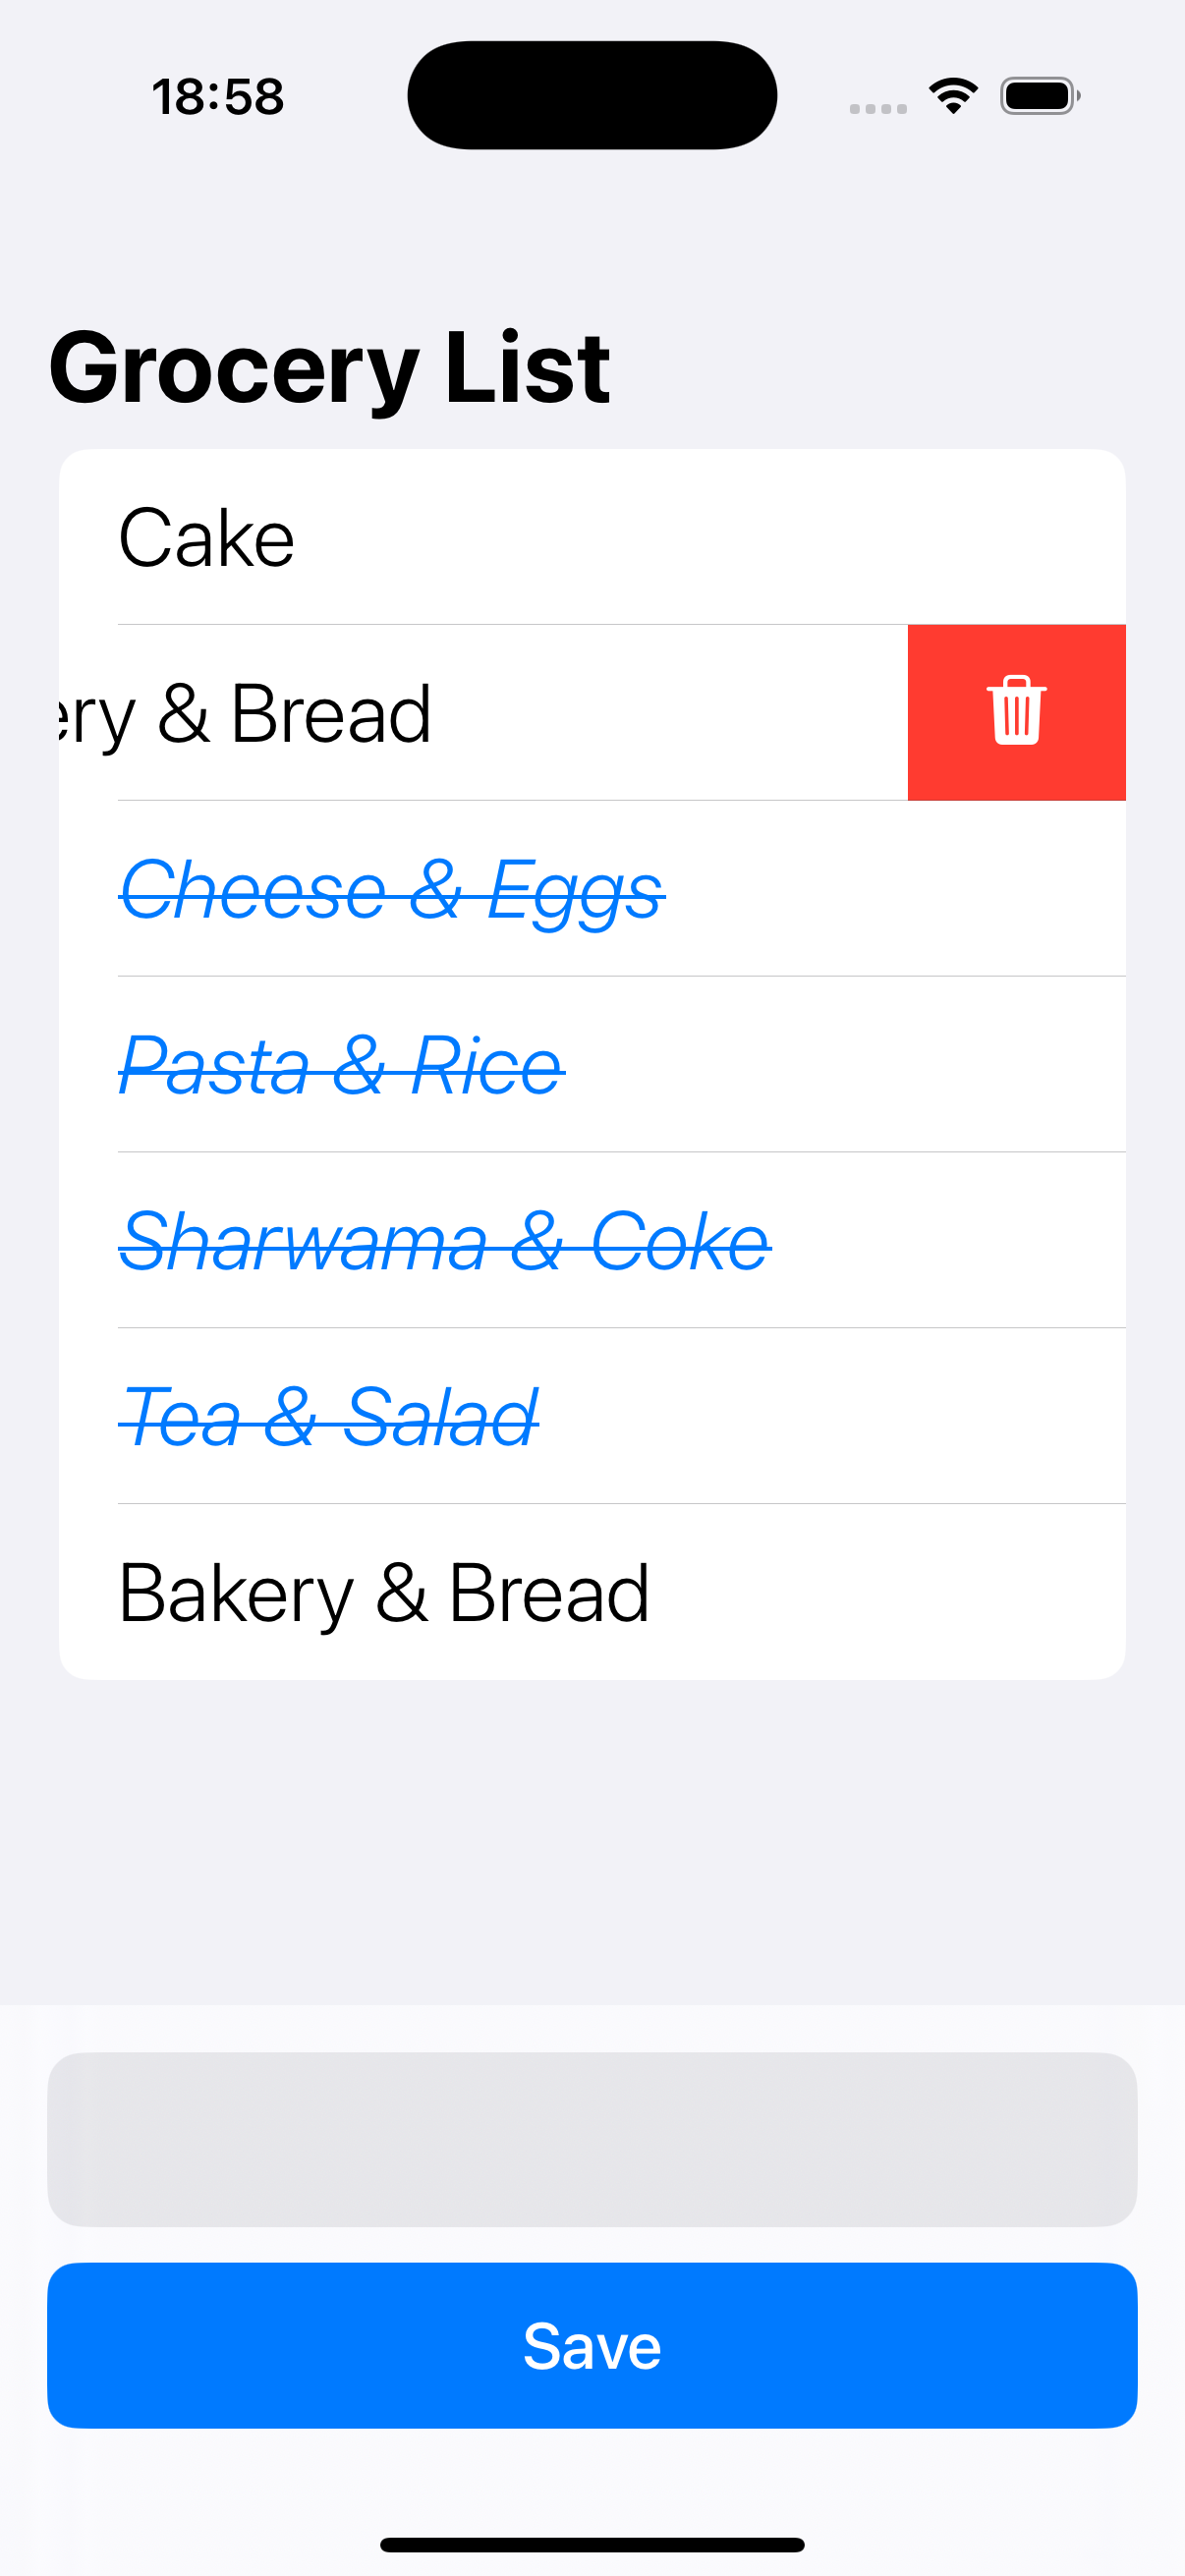 18:58
Grocery List
Cake
ery & Bread
Cheese & Eggs
Pasta & Rice
Sharwama & Coke
Tea & Salad
Bakery & Bread
Save